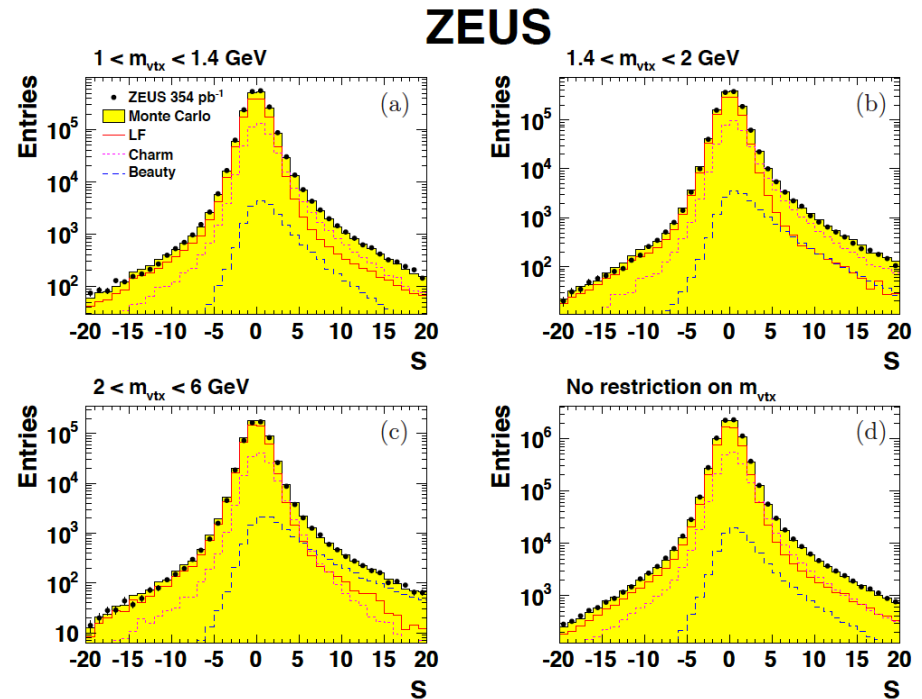 ZEUS
1 < m_vtx < 1.4 GeV
Entries
(a)
ZEUS 354 pb⁻¹
Monte Carlo
LF
Charm
Beauty
10⁵
10⁴
10³
10²
-20 -15 -10 -5 0 5 10 15 20
S
1.4 < m_vtx < 2 GeV
Entries
(b)
10⁵
10⁴
10³
10²
-20 -15 -10 -5 0 5 10 15 20
S
2 < m_vtx < 6 GeV
Entries
(c)
10⁵
10⁴
10³
10²
10
-20 -15 -10 -5 0 5 10 15 20
S
No restriction on m_vtx
Entries
(d)
10⁶
10⁵
10⁴
10³
-20 -15 -10 -5 0 5 10 15 20
S